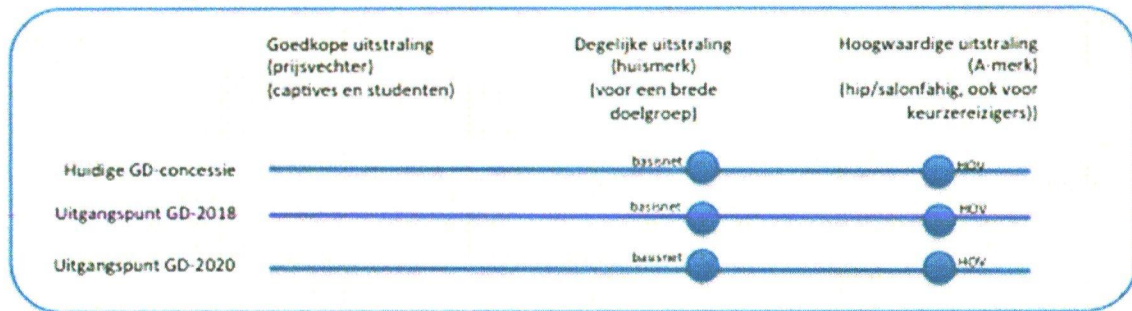 Goedkope uitstraling
(prijsvechter)
(captives en studenten)
Degelijke uitstraling
(huismerk)
(voor een brede
doelgroep)
Hoogwaardige uitstraling
(A-merk)
(hip/salonfähig, ook voor
keurzereizigers))
Huidige GD-concessie
basisnet
HOV
Uitgangspunt GD-2018
basisnet
HOV
Uitgangspunt GD-2020
basisnet
HOV